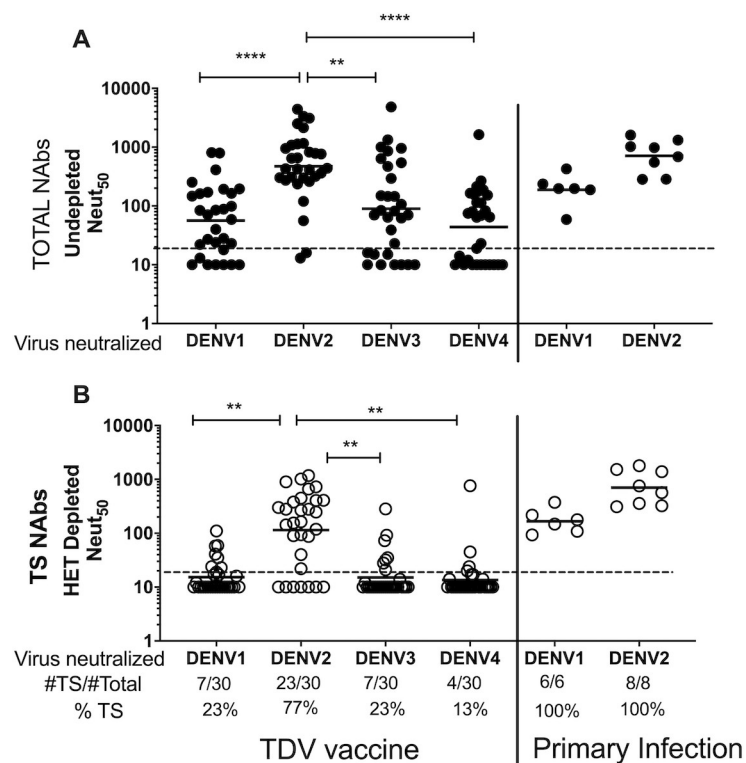 A
****
**** **
10000
1000
100
10
1
TOTAL NAbs
Undepleted
Neut50
Virus neutralized DENV1 DENV2 DENV3 DENV4 DENV1 DENV2
B
** **
**
10000
1000
100
10
1
TS NAbs
HET Depleted
Neut50
Virus neutralized DENV1 DENV2 DENV3 DENV4 DENV1 DENV2
#TS/#Total 7/30 23/30 7/30 4/30 6/6 8/8
% TS 23% 77% 23% 13% 100% 100%
TDV vaccine Primary Infection